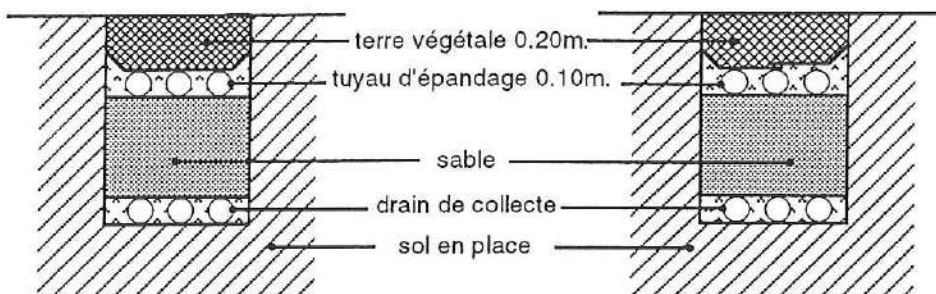 terre végétale 0.20m.
tuyau d'épandage 0.10m.
sable
drain de collecte
sol en place